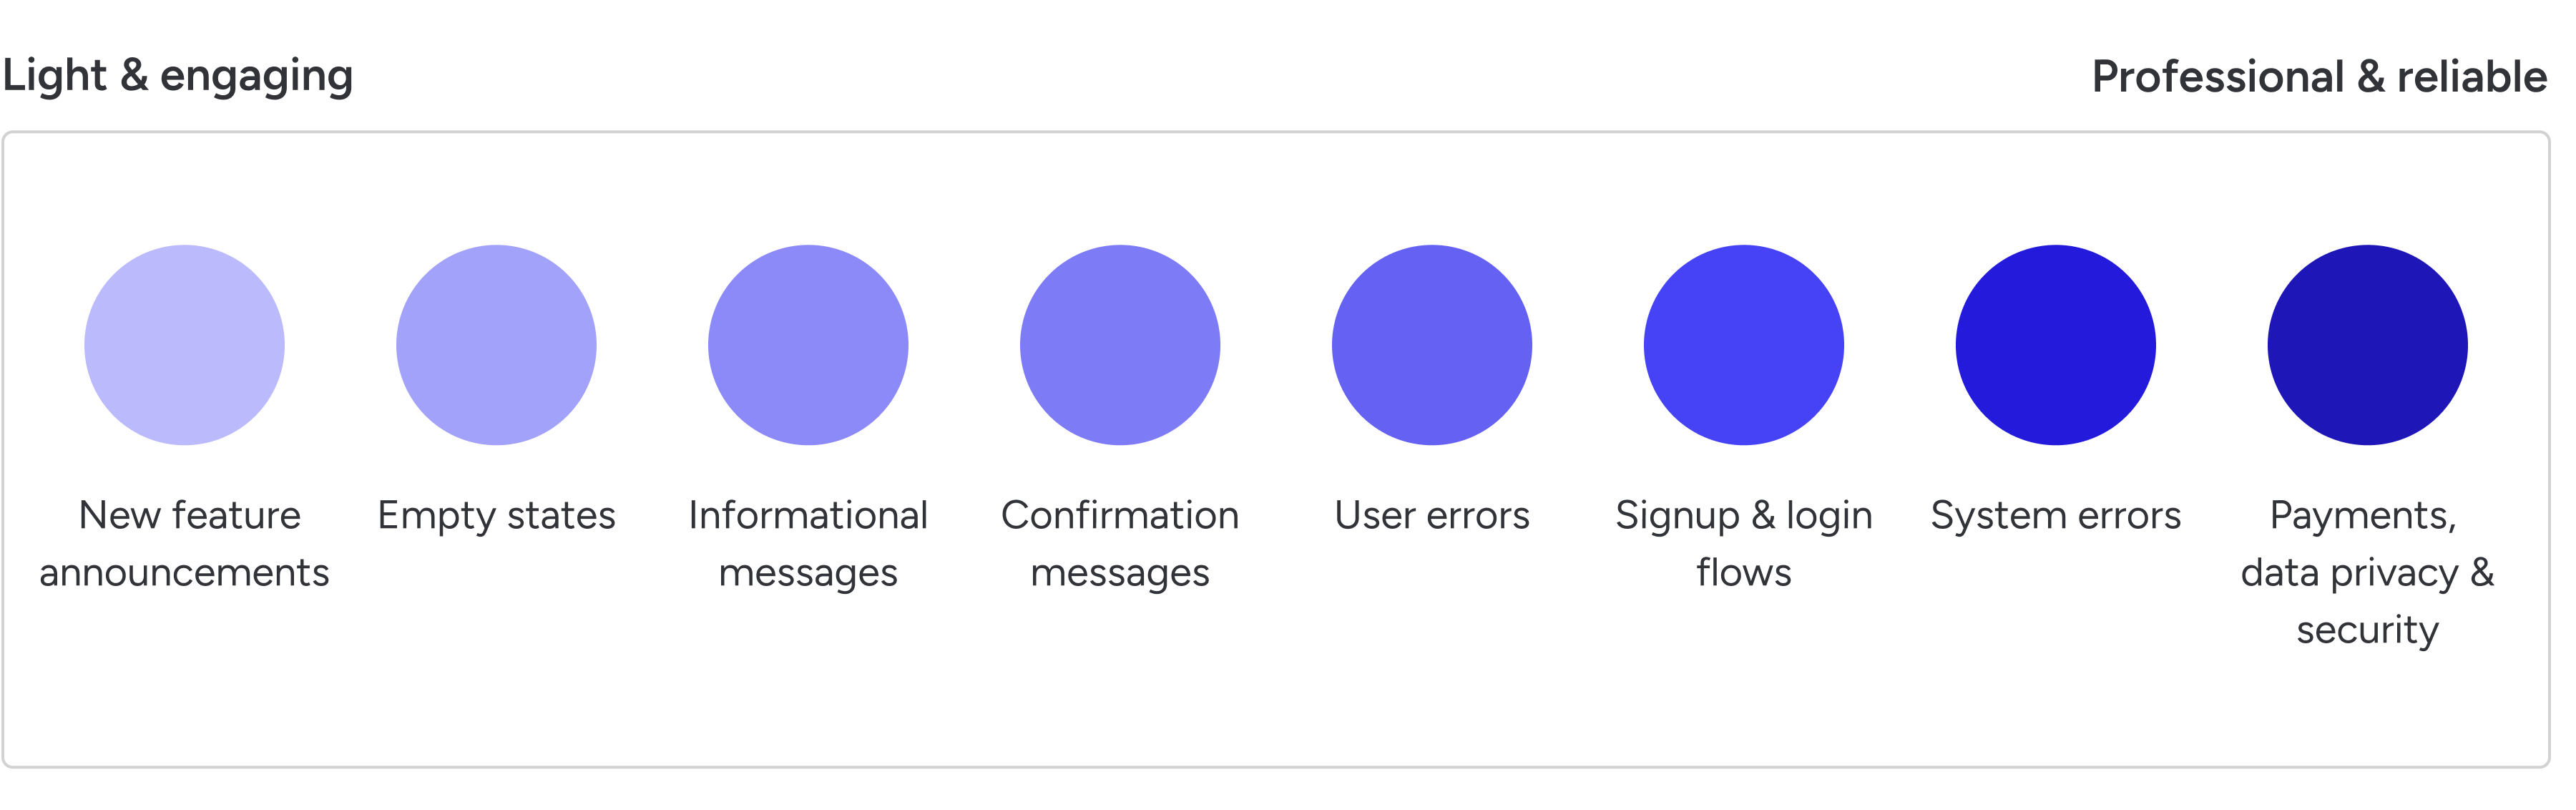 Light & engaging
Professional & reliable
New feature
announcements
Empty states
Informational
messages
Confirmation
messages
User errors
Signup & login
flows
System errors
Payments,
data privacy &
security